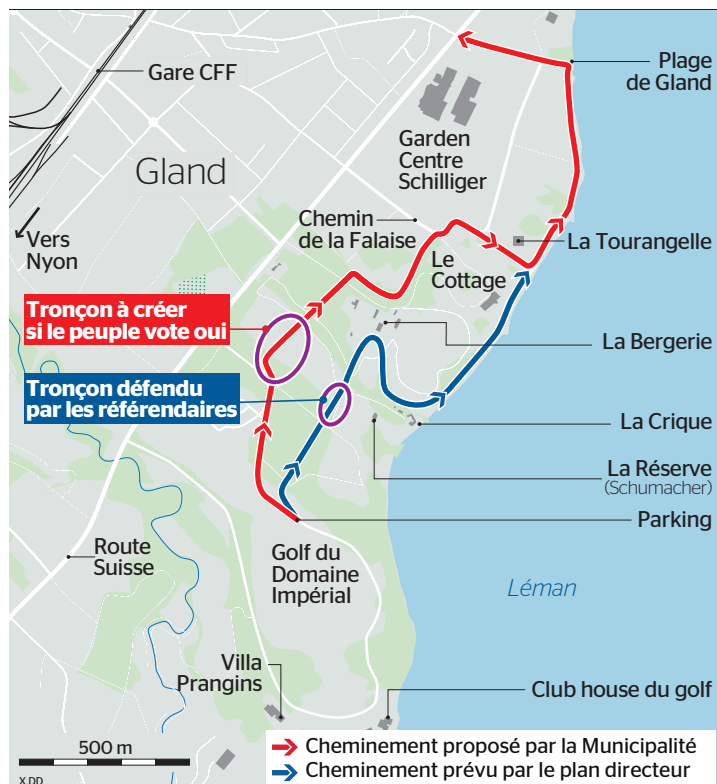 Gare CFF
Plage
de Gland
Garden
Centre
Schilliger
Gland
Chemin
de la Falaise
Vers
Nyon
La Tourangelle
Le
Cottage
Tronçon à créer
si le peuple vote oui
La Bergerie
Tronçon défendu
par les référendaires
La Crique
La Réserve
(Schumacher)
Parking
Route
Suisse
Golf du
Domaine
Impérial
Léman
Villa
Prangins
Club house du golf
500 m
Cheminement proposé par la Municipalité
Cheminement prévu par le plan directeur
X.DD